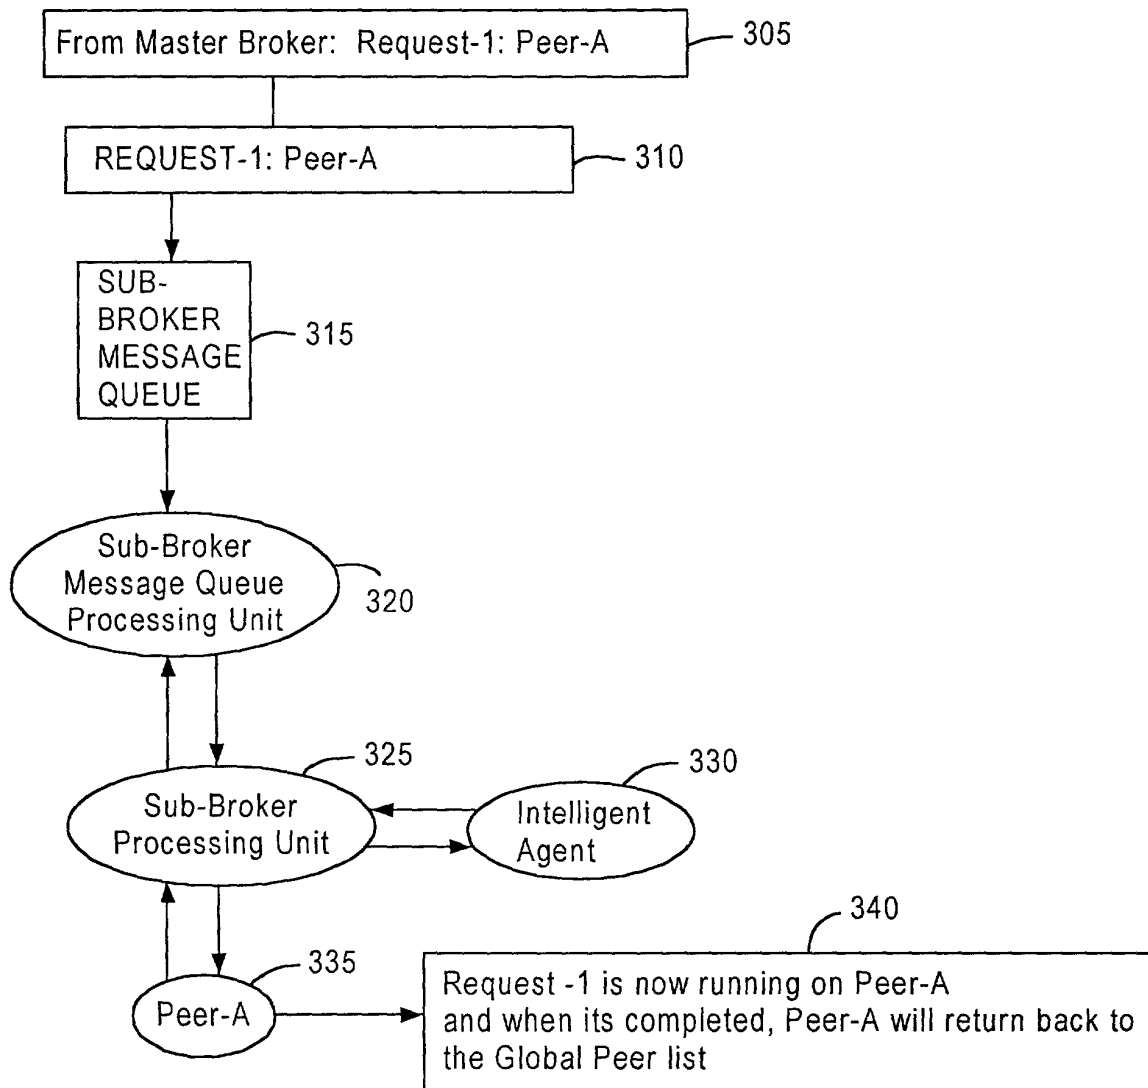 From Master Broker: Request-1: Peer-A
305
REQUEST-1: Peer-A
310
SUB-
BROKER
MESSAGE
QUEUE
315
Sub-Broker
Message Queue
Processing Unit
320
325
Sub-Broker
Processing Unit
330
Intelligent
Agent
335
Peer-A
340
Request -1 is now running on Peer-A
and when its completed, Peer-A will return back to
the Global Peer list